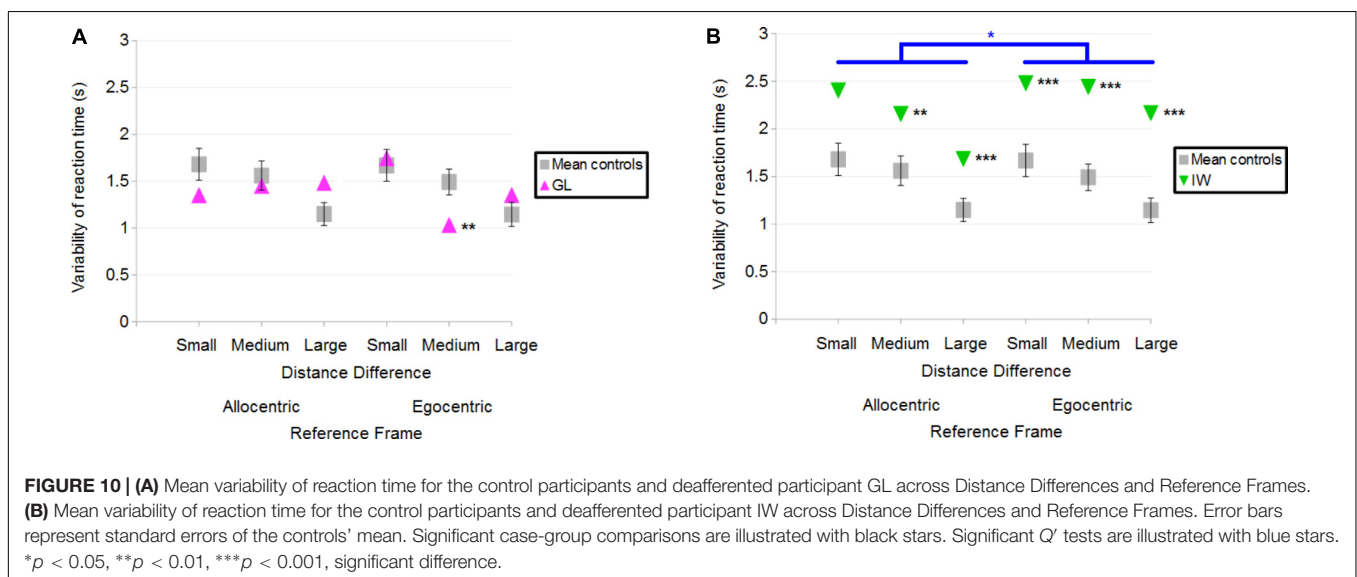 A
Variability of reaction time (s)
3
2.5
2
1.5
1
0.5
0
**
Mean controls
GL
Small Medium Large Small Medium Large
Distance Difference
Allocentric Egocentric
Reference Frame
B
Variability of reaction time (s)
3
2.5
2
1.5
1
0.5
0
*
**
***
***
***
***
Mean controls
IW
Small Medium Large Small Medium Large
Distance Difference
Allocentric Egocentric
Reference Frame
FIGURE 10 | (A) Mean variability of reaction time for the control participants and deafferented participant GL across Distance Differences and Reference Frames.
(B) Mean variability of reaction time for the control participants and deafferented participant IW across Distance Differences and Reference Frames. Error bars
represent standard errors of the controls' mean. Significant case-group comparisons are illustrated with black stars. Significant Q′ tests are illustrated with blue stars.
*p < 0.05, **p < 0.01, ***p < 0.001, significant difference.